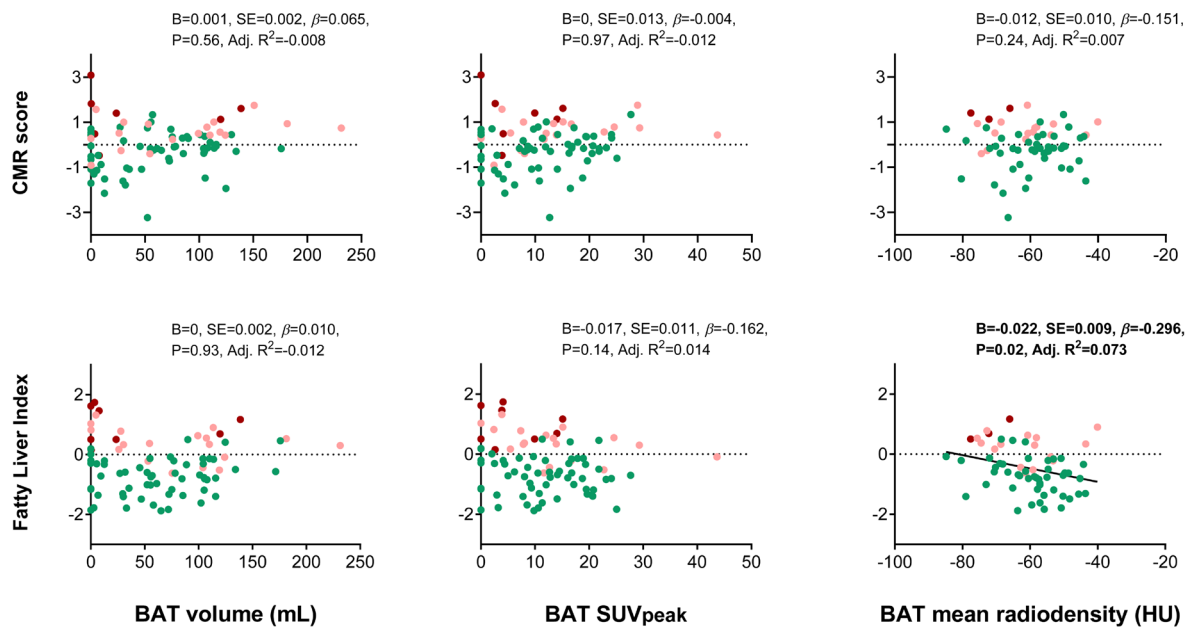 B=0.001, SE=0.002, β=0.065,
P=0.56, Adj. R²=-0.008
B=0, SE=0.013, β=-0.004,
P=0.97, Adj. R²=-0.012
B=-0.012, SE=0.010, β=-0.151,
P=0.24, Adj. R²=0.007
CMR score
3
1
-1
-3
0 50 100 150 200 250
3
1
-1
-3
0 10 20 30 40 50
3
1
-1
-3
-100 -80 -60 -40 -20
B=0, SE=0.002, β=0.010,
P=0.93, Adj. R²=-0.012
B=-0.017, SE=0.011, β=-0.162,
P=0.14, Adj. R²=0.014
B=-0.022, SE=0.009, β=-0.296,
P=0.02, Adj. R²=0.073
Fatty Liver Index
2
0
-2
0 50 100 150 200 250
2
0
-2
0 10 20 30 40 50
2
0
-2
-100 -80 -60 -40 -20
BAT volume (mL)
BAT SUVpeak
BAT mean radiodensity (HU)